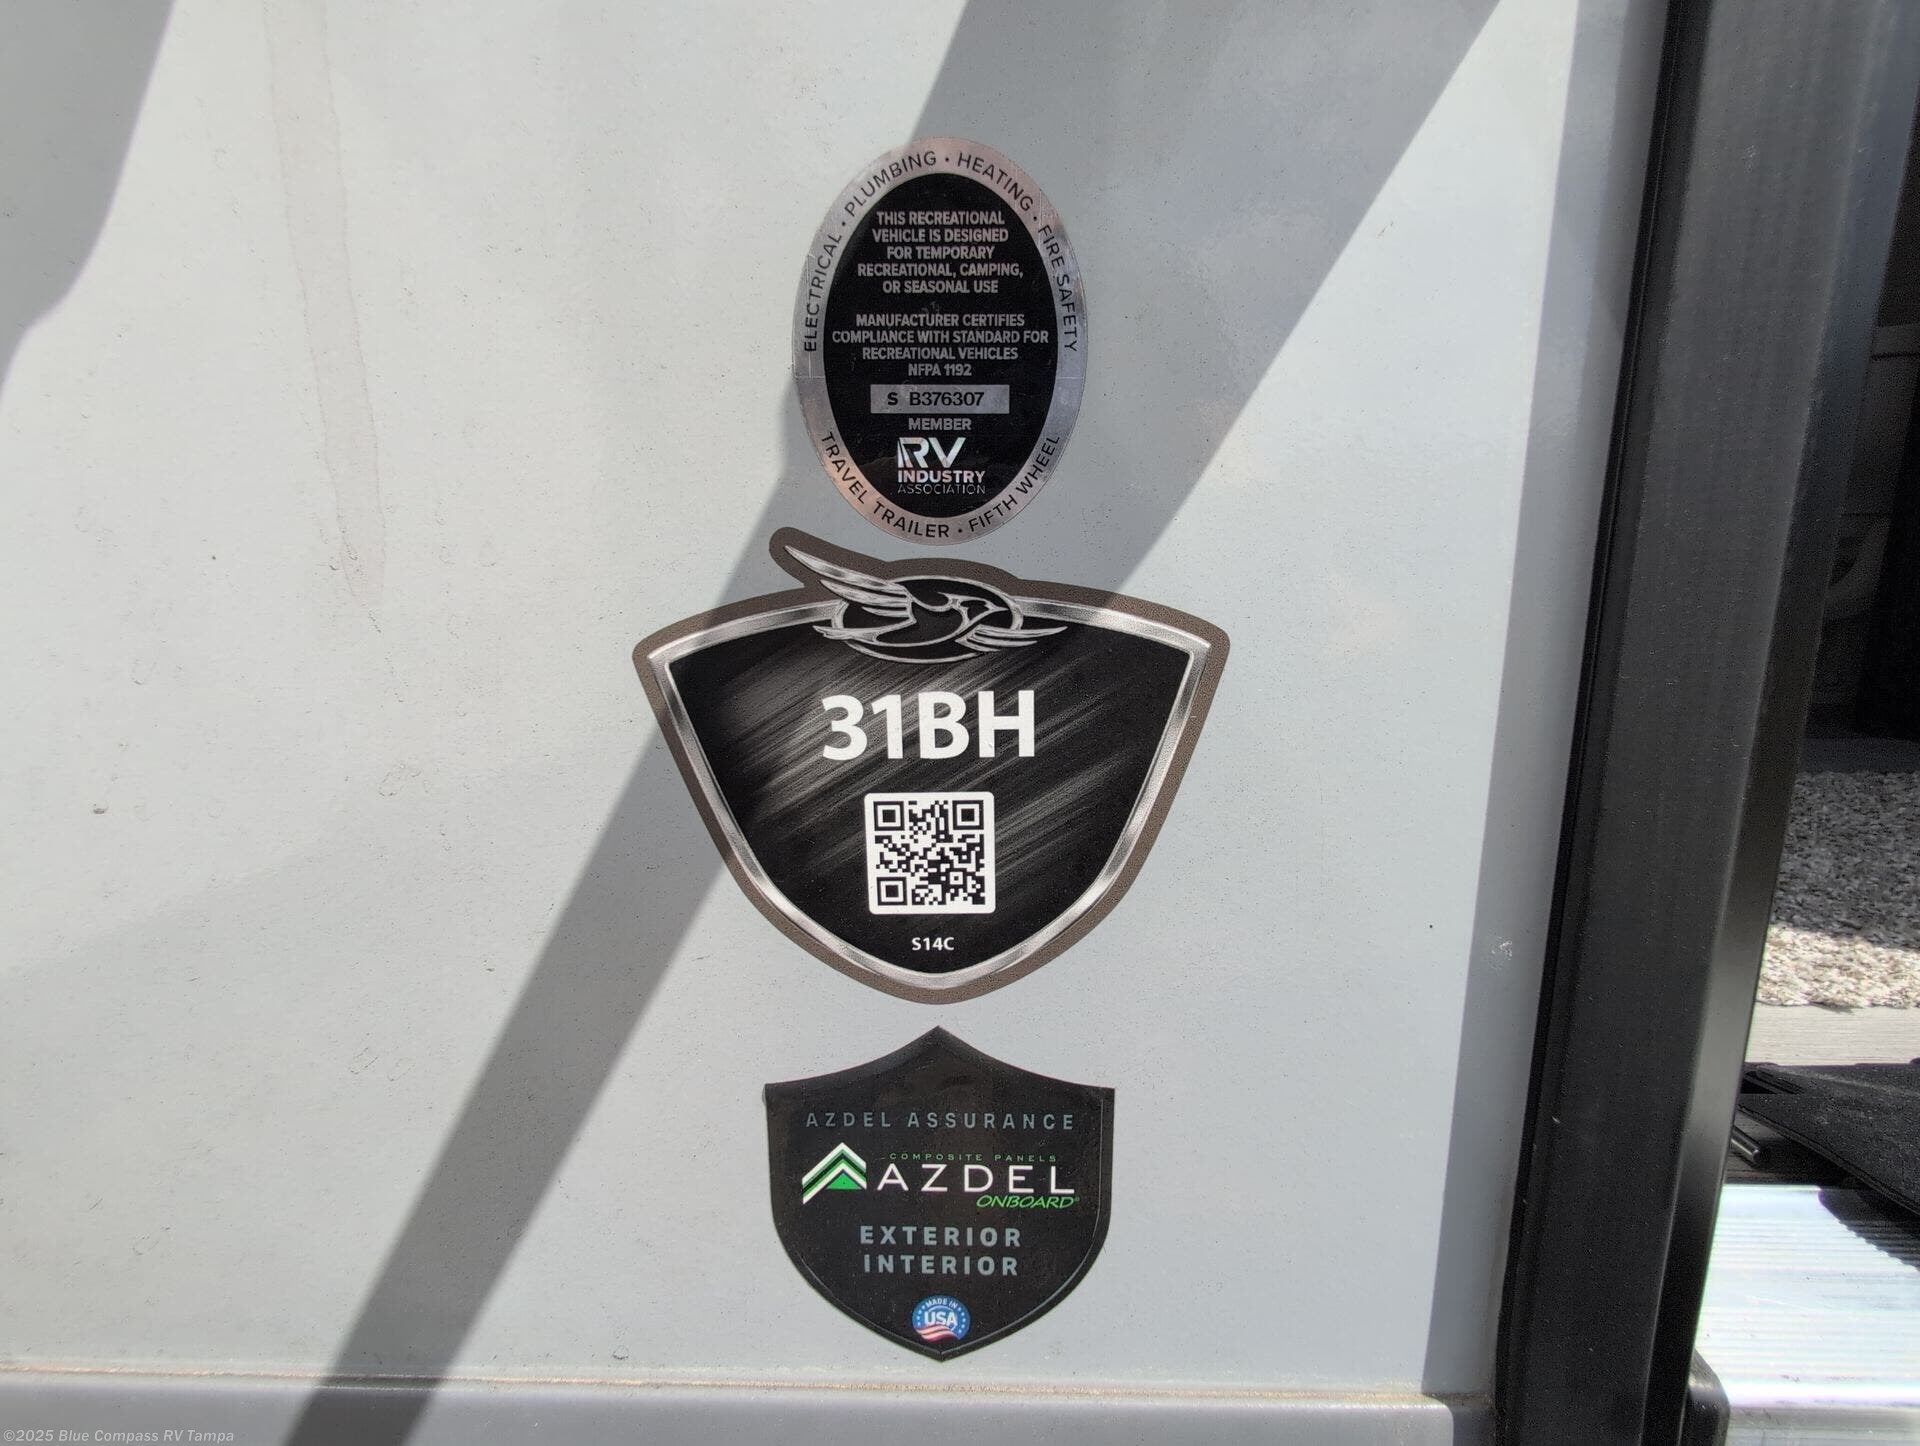 ELECTRICAL • PLUMBING • HEATING • FIRE SAFETY
THIS RECREATIONAL
VEHICLE IS DESIGNED
FOR TEMPORARY
RECREATIONAL, CAMPING,
OR SEASONAL USE
MANUFACTURER CERTIFIES
COMPLIANCE WITH STANDARD FOR
RECREATIONAL VEHICLES
NFPA 1192
S B376307
MEMBER
RV
INDUSTRY
ASSOCIATION
TRAVEL TRAILER • FIFTH WHEEL
31BH
S14C
AZDEL ASSURANCE
COMPOSITE PANELS
AZDEL
ONBOARD®
EXTERIOR
INTERIOR
MADE IN
USA
©2025 Blue Compass RV Tampa